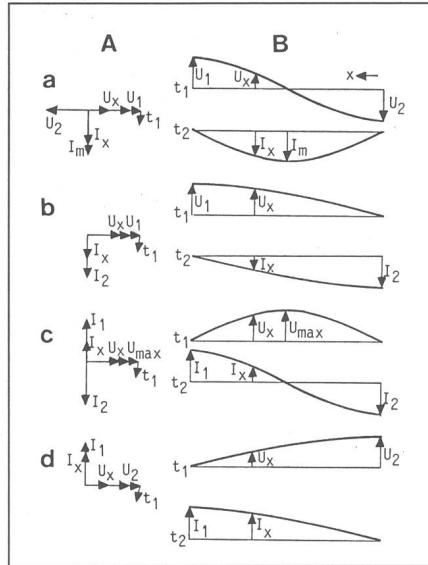 A B
a
U₂ Uₓ U₁ t₁
Iₓ
Iₘ
t₁ U₁ Uₓ x U₂
t₂ Iₓ Iₘ
b
Uₓ U₁ t₁
Iₓ
I₂
t₁ U₁ Uₓ
t₂ Iₓ I₂
c
I₁
Iₓ Uₓ Umax t₁
I₂
t₁ Uₓ Umax
t₂ I₁ Iₓ I₂
d
I₁
Iₓ Uₓ U₂ t₁
t₁ Uₓ U₂
t₂ I₁ Iₓ